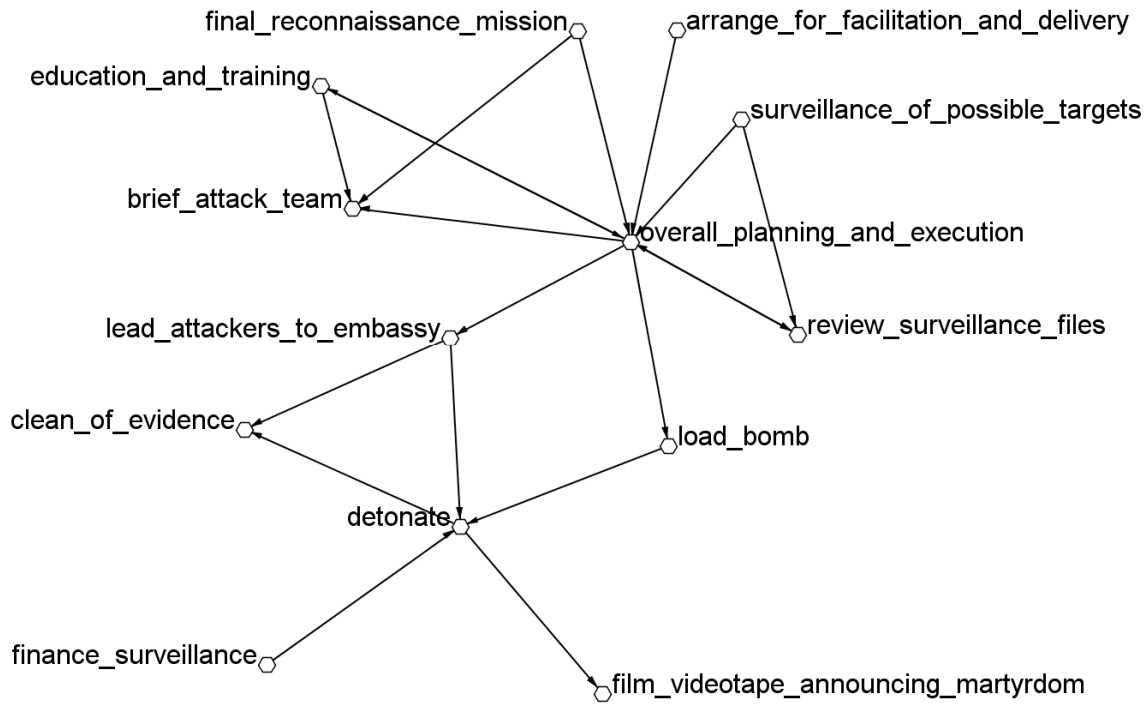 final_reconnaissance_mission
arrange_for_facilitation_and_delivery
education_and_training
surveillance_of_possible_targets
brief_attack_team
overall_planning_and_execution
lead_attackers_to_embassy
review_surveillance_files
clean_of_evidence
load_bomb
detonate
finance_surveillance
film_videotape_announcing_martyrdom